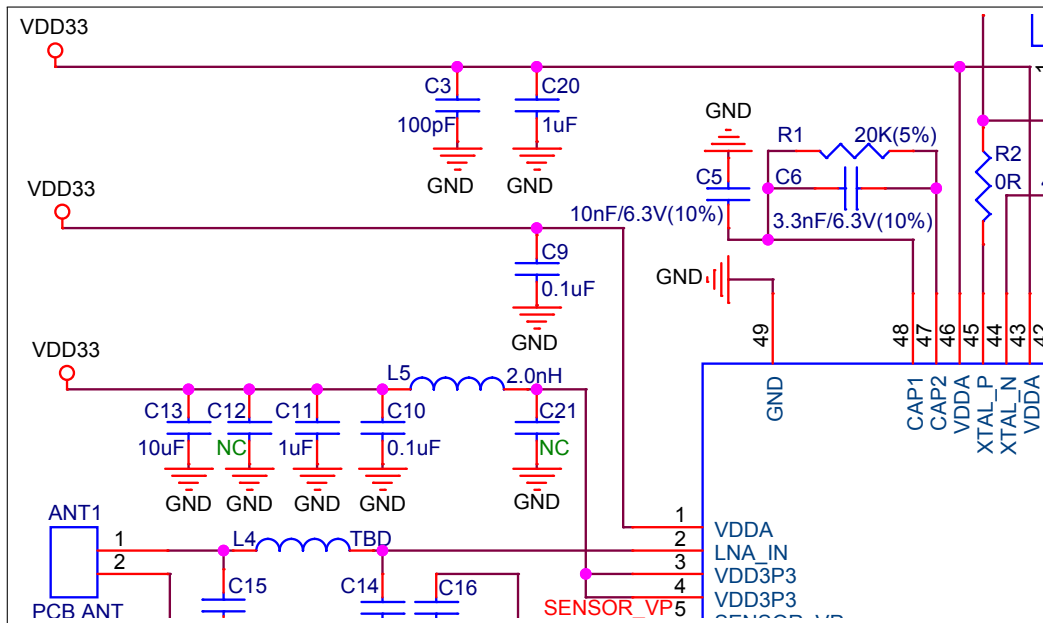 VDD33
C3
C20
100pF
1uF
GND
GND
GND
R1
20K(5%)
R2
0R
C5
C6
10nF/6.3V(10%)
3.3nF/6.3V(10%)
VDD33
C9
0.1uF
GND
GND
49
48
47
46
45
44
43
42
GND
CAP1
CAP2
VDDA
XTAL_P
XTAL_N
VDDA
VDD33
L5
2.0nH
C13
C12
C11
C10
C21
10uF
NC
1uF
0.1uF
NC
GND
GND
GND
GND
GND
ANT1
1
2
PCB ANT
L4
TBD
C15
C14
C16
1
VDDA
2
LNA_IN
3
VDD3P3
4
VDD3P3
SENSOR_VP
5
SENSOR_VP